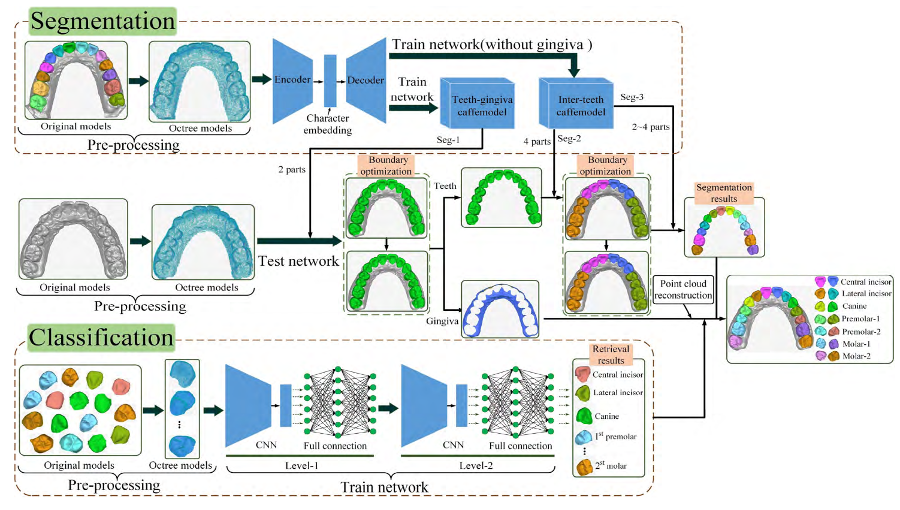 Segmentation
Original models
Octree models
Pre-processing
Encoder
Decoder
Character
embedding
Train network(without gingiva )
Train
network
Teeth-gingiva
caffemodel
Inter-teeth
caffemodel
Seg-1
Seg-2
Seg-3
2 parts
4 parts
2~4 parts
Original models
Octree models
Pre-processing
Test network
Boundary
optimization
Teeth
Gingiva
Boundary
optimization
Segmentation
results
Point cloud
reconstruction
Central incisor
Lateral incisor
Canine
Premolar-1
Premolar-2
Molar-1
Molar-2
Classification
Original models
Octree models
Pre-processing
CNN
Full connection
Level-1
CNN
Full connection
Level-2
Train network
Retrieval
results
Central incisor
Lateral incisor
Canine
1st premolar
⋮
2st molar